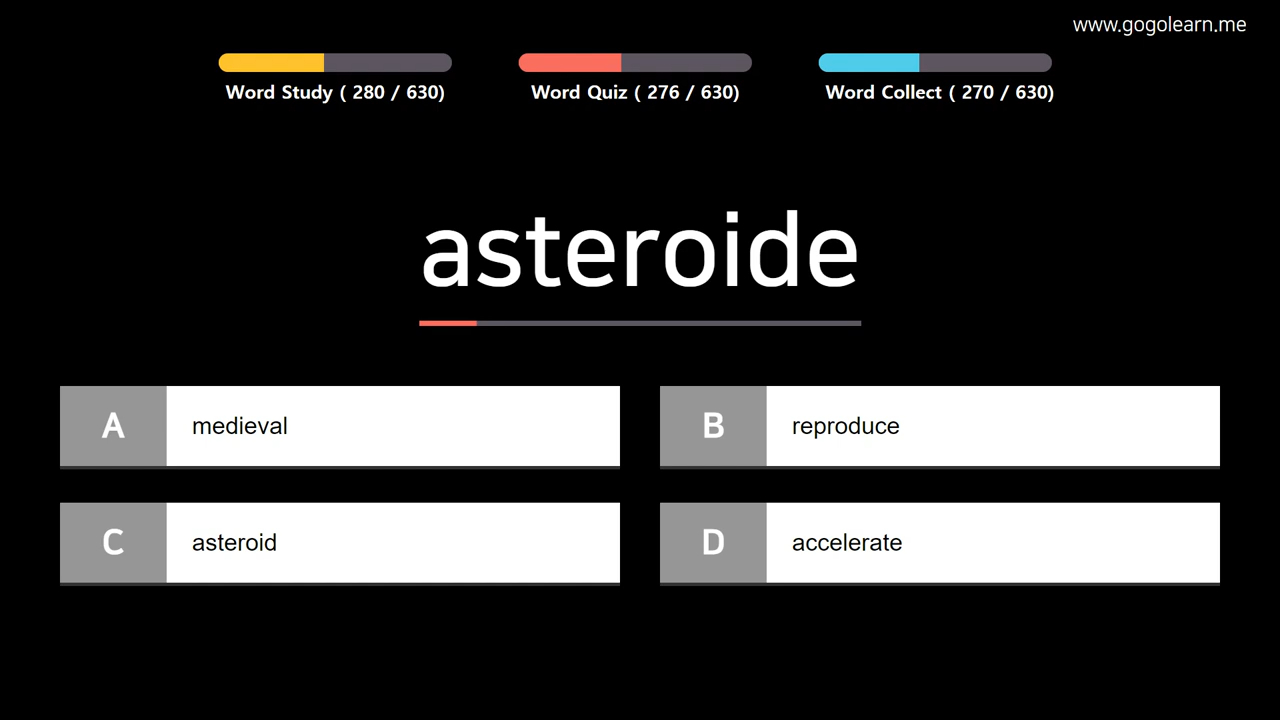 www.gogolearn.me
Word Study ( 280 / 630)
Word Quiz ( 276 / 630)
Word Collect ( 270 / 630)
asteroide
A medieval
B reproduce
C asteroid
D accelerate